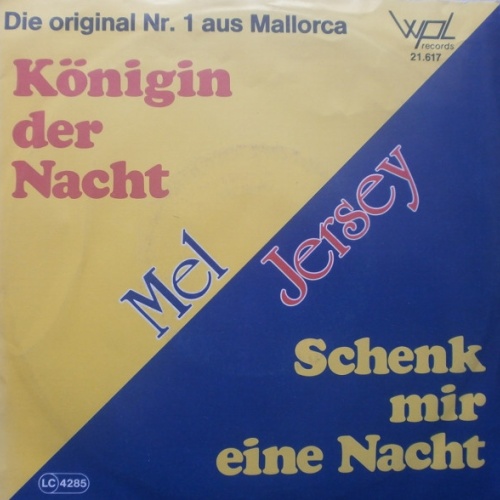 Die original Nr. 1 aus Mallorca
wpl
records
21.617
Königin
der
Nacht
Mel Jersey
Schenk
mir
eine Nacht
LC 4285